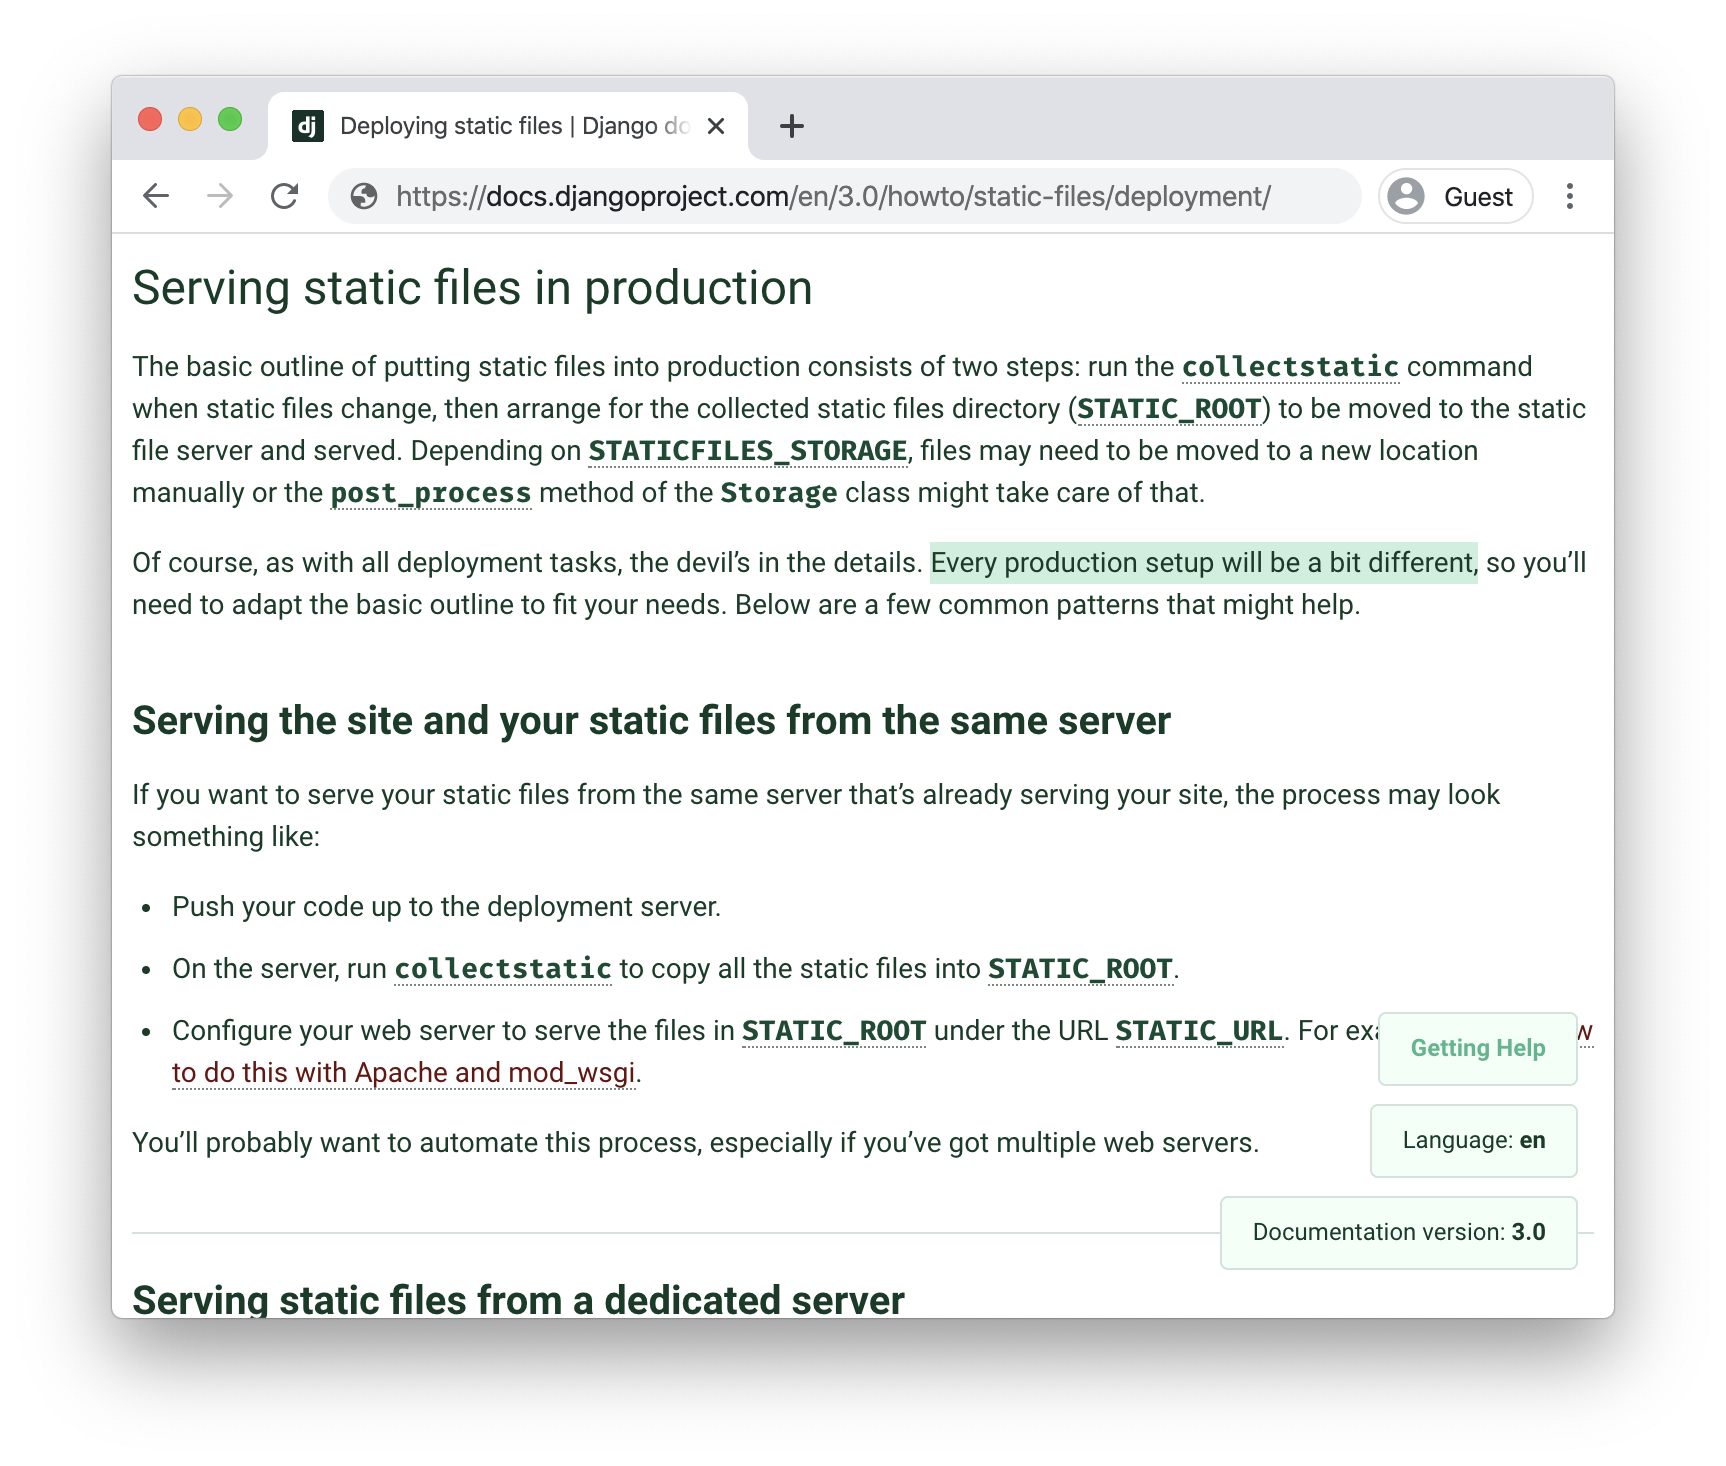 dj Deploying static files | Django do
https://docs.djangoproject.com/en/3.0/howto/static-files/deployment/ Guest
Serving static files in production
The basic outline of putting static files into production consists of two steps: run the collectstatic command
when static files change, then arrange for the collected static files directory (STATIC_ROOT) to be moved to the static
file server and served. Depending on STATICFILES_STORAGE, files may need to be moved to a new location
manually or the post_process method of the Storage class might take care of that.
Of course, as with all deployment tasks, the devil’s in the details. Every production setup will be a bit different, so you’ll
need to adapt the basic outline to fit your needs. Below are a few common patterns that might help.
Serving the site and your static files from the same server
If you want to serve your static files from the same server that’s already serving your site, the process may look
something like:
• Push your code up to the deployment server.
• On the server, run collectstatic to copy all the static files into STATIC_ROOT.
• Configure your web server to serve the files in STATIC_ROOT under the URL STATIC_URL. For exa
to do this with Apache and mod_wsgi.
Getting Help
You’ll probably want to automate this process, especially if you’ve got multiple web servers.
Language: en
Documentation version: 3.0
Serving static files from a dedicated server